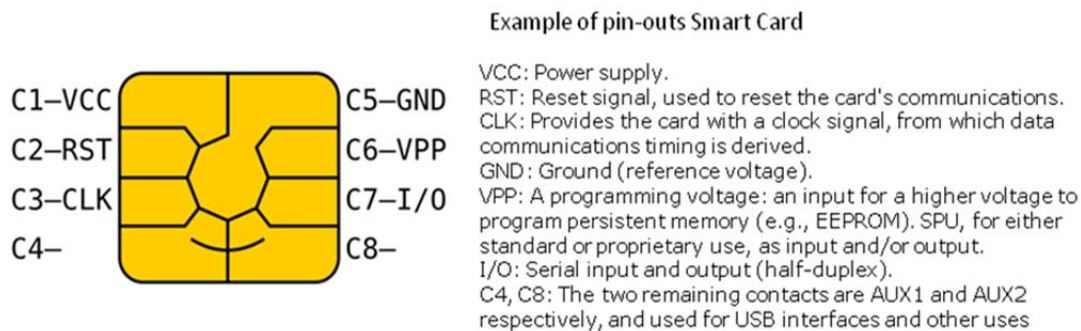 Example of pin-outs Smart Card
C1–VCC
C2–RST
C3–CLK
C4–
C5–GND
C6–VPP
C7–I/O
C8–
VCC: Power supply.
RST: Reset signal, used to reset the card's communications.
CLK: Provides the card with a clock signal, from which data
communications timing is derived.
GND: Ground (reference voltage).
VPP: A programming voltage: an input for a higher voltage to
program persistent memory (e.g., EEPROM). SPU, for either
standard or proprietary use, as input and/or output.
I/O: Serial input and output (half-duplex).
C4, C8: The two remaining contacts are AUX1 and AUX2
respectively, and used for USB interfaces and other uses